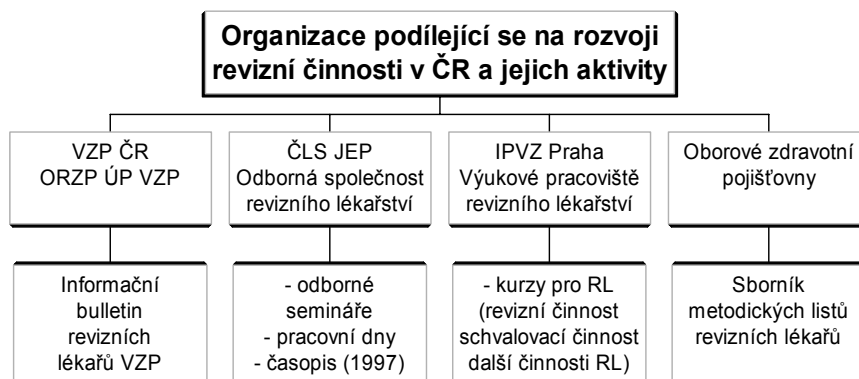 Organizace podílející se na rozvoji
revizní činnosti v ČR a jejich aktivity
VZP ČR
ORZP ÚP VZP
ČLS JEP
Odborná společnost
revizního lékařství
IPVZ Praha
Výukové pracoviště
revizního lékařství
Oborové zdravotní
pojišťovny
Informační
bulletin
revizních
lékařů VZP
- odborné
semináře
- pracovní dny
- časopis (1997)
- kurzy pro RL
(revizní činnost
schvalovací činnost
další činnosti RL)
Sborník
metodických listů
revizních lékařů